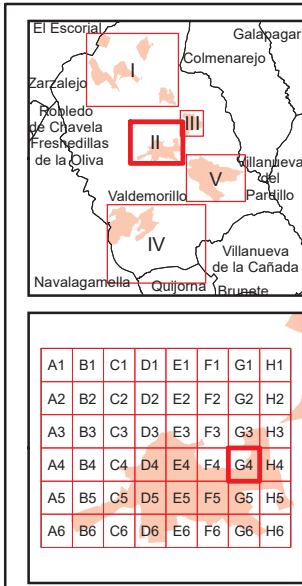 El Escorial
Galapagar
Colmenarejo
I
Zarzalejo
Robledo
de Chavela
III
Fresnedillas
de la Oliva
II
Villanueva
del
Pardillo
V
Valdemorillo
IV
Villanueva
de la Cañada
Navalagamella
Quijorna
Brunete
A1 B1 C1 D1 E1 F1 G1 H1
A2 B2 C2 D2 E2 F2 G2 H2
A3 B3 C3 D3 E3 F3 G3 H3
A4 B4 C4 D4 E4 F4 G4 H4
A5 B5 C5 D5 E5 F5 G5 H5
A6 B6 C6 D6 E6 F6 G6 H6